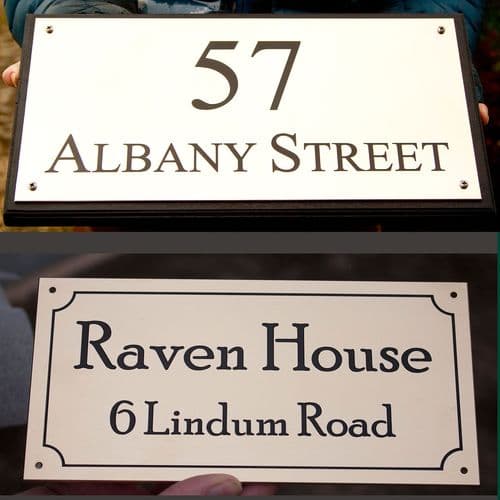 57
ALBANY STREET
Raven House
6 Lindum Road